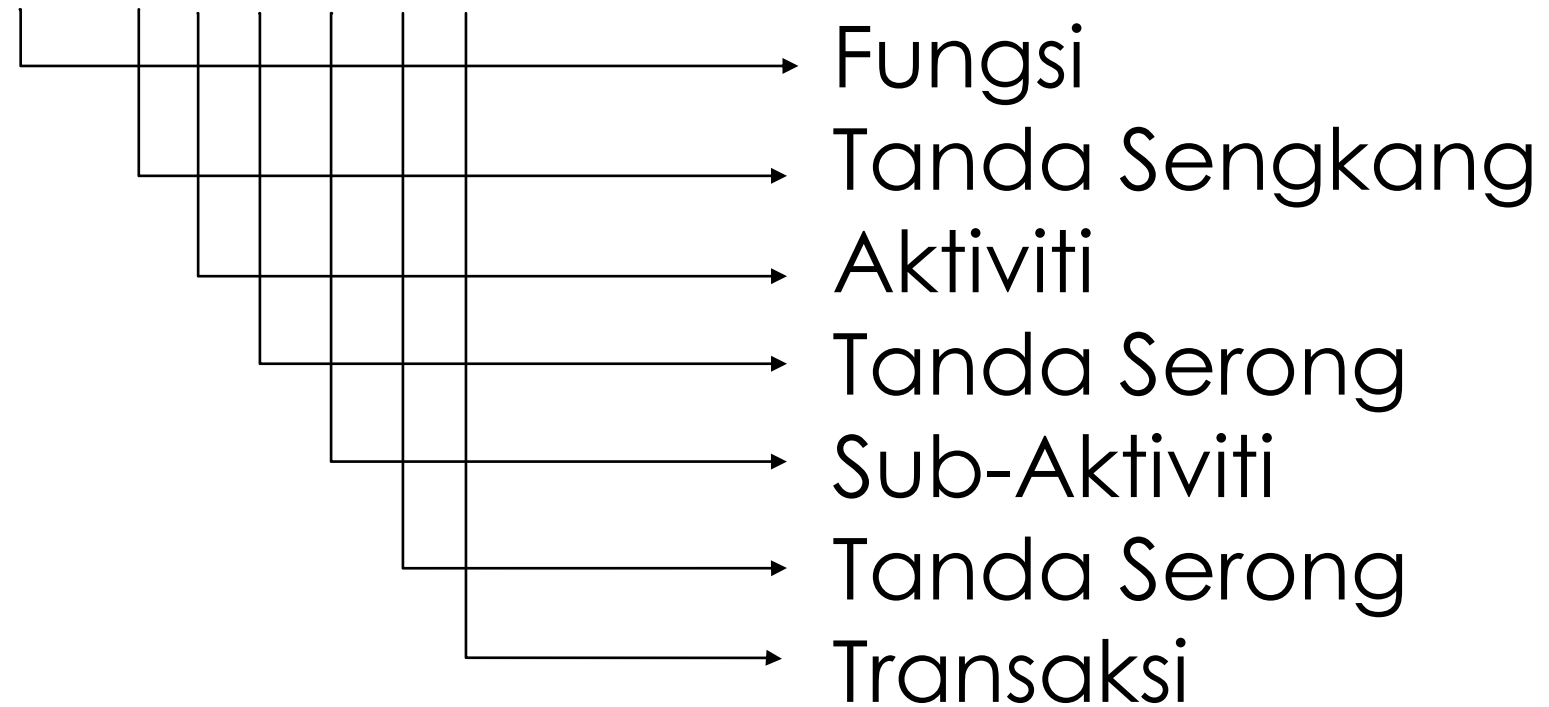 Fungsi
Tanda Sengkang
Aktiviti
Tanda Serong
Sub-Aktiviti
Tanda Serong
Transaksi